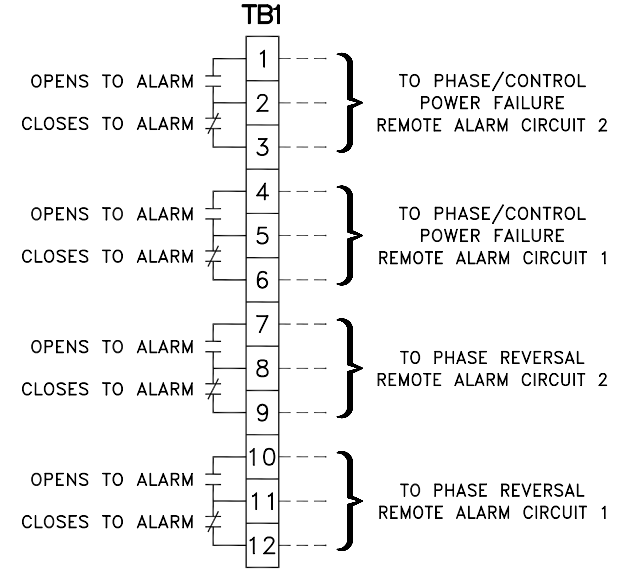 TB1
1
OPENS TO ALARM
2
CLOSES TO ALARM
3
TO PHASE/CONTROL
POWER FAILURE
REMOTE ALARM CIRCUIT 2
4
OPENS TO ALARM
5
CLOSES TO ALARM
6
TO PHASE/CONTROL
POWER FAILURE
REMOTE ALARM CIRCUIT 1
7
OPENS TO ALARM
8
CLOSES TO ALARM
9
TO PHASE REVERSAL
REMOTE ALARM CIRCUIT 2
10
OPENS TO ALARM
11
CLOSES TO ALARM
12
TO PHASE REVERSAL
REMOTE ALARM CIRCUIT 1